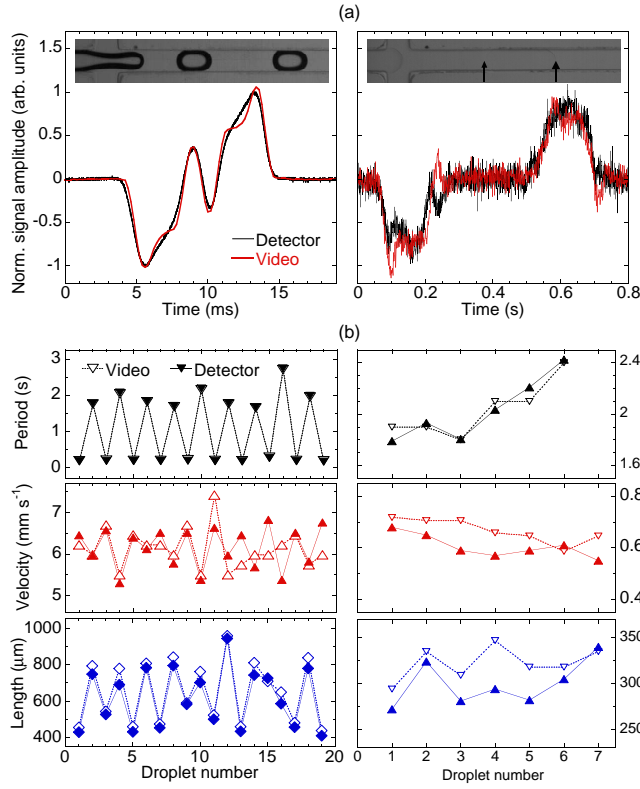 (a)
Norm. signal amplitude (arb. units)
1.5
1
0.5
0
-0.5
-1
Detector
Video
0 5 10 15
Time (ms)
0 0.2 0.4 0.6 0.8
Time (s)
(b)
Period (s)
3
2
1
0
Video Detector
2.4
2
1.6
Velocity (mm s-1)
7
6
5
0.8
0.6
0.4
Length (µm)
1000
800
600
400
350
300
250
0 5 10 15 20
Droplet number
0 1 2 3 4 5 6 7
Droplet number